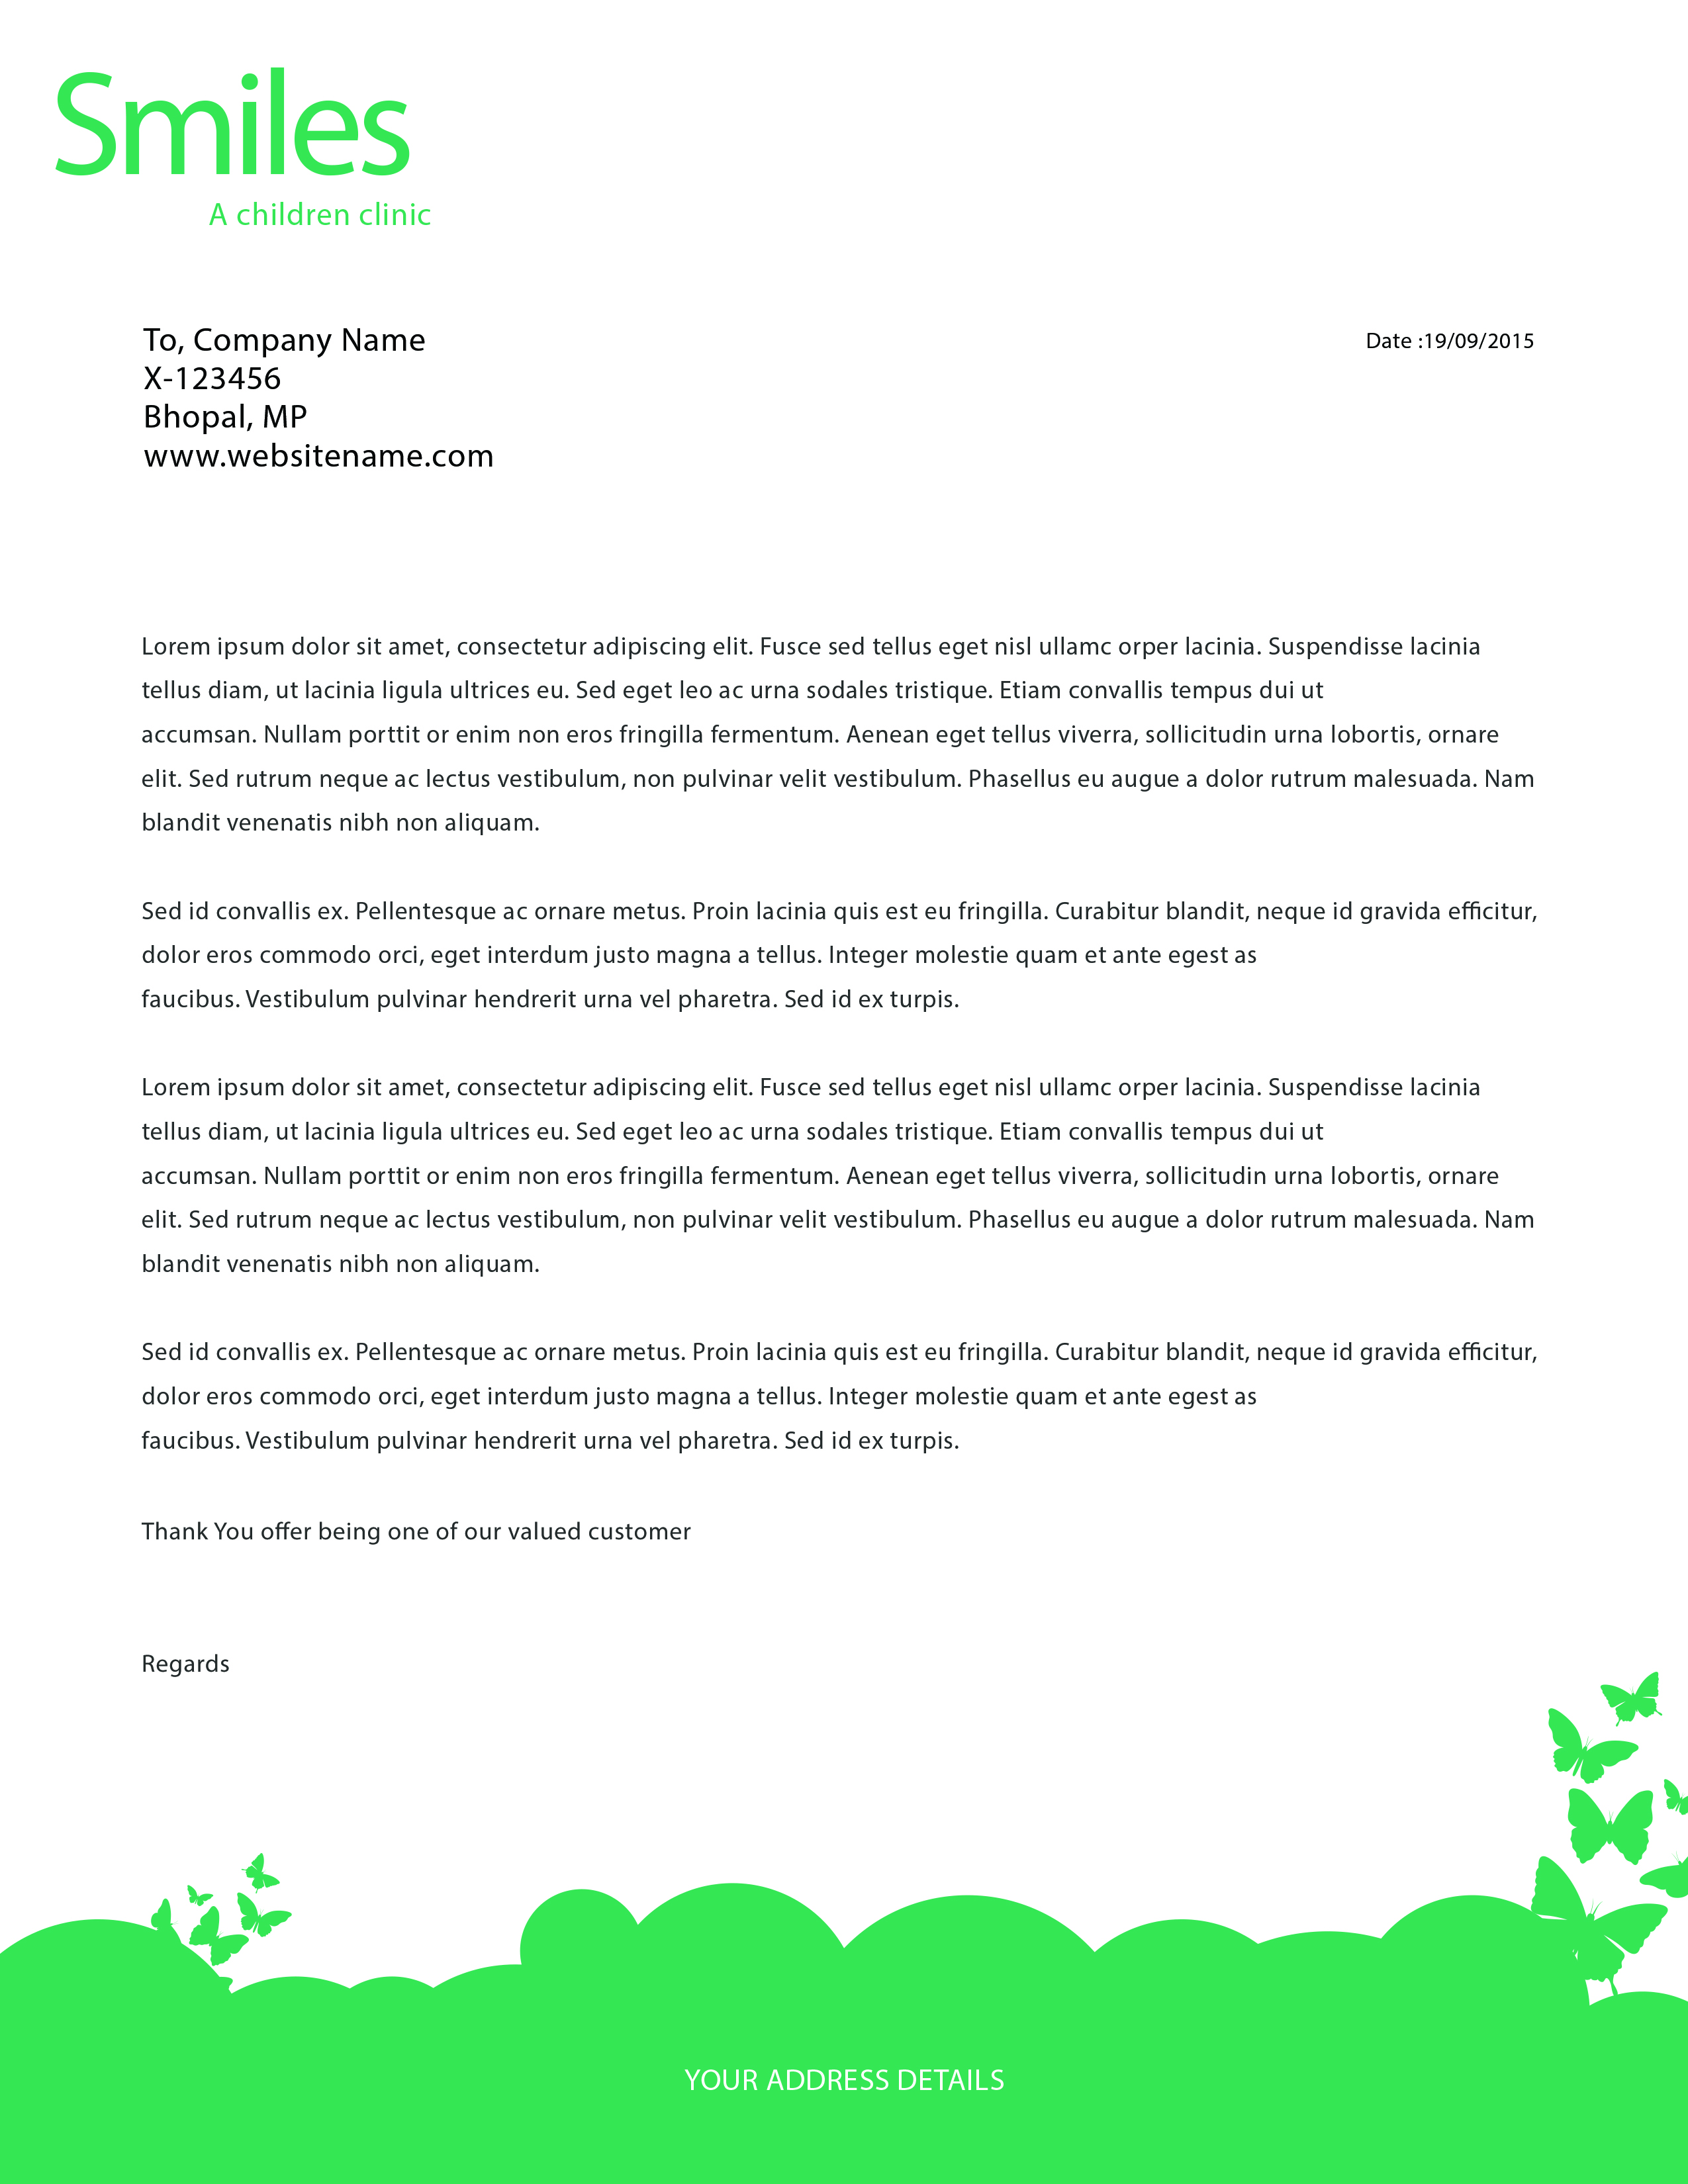 Smiles
A children clinic
To, Company Name
Date :19/09/2015
X-123456
Bhopal, MP
www.websitename.com
Lorem ipsum dolor sit amet, consectetur adipiscing elit. Fusce sed tellus eget nisl ullamc orper lacinia. Suspendisse lacinia
tellus diam, ut lacinia ligula ultrices eu. Sed eget leo ac urna sodales tristique. Etiam convallis tempus dui ut
accumsan. Nullam porttit or enim non eros fringilla fermentum. Aenean eget tellus viverra, sollicitudin urna lobortis, ornare
elit. Sed rutrum neque ac lectus vestibulum, non pulvinar velit vestibulum. Phasellus eu augue a dolor rutrum malesuada. Nam
blandit venenatis nibh non aliquam.
Sed id convallis ex. Pellentesque ac ornare metus. Proin lacinia quis est eu fringilla. Curabitur blandit, neque id gravida efficitur,
dolor eros commodo orci, eget interdum justo magna a tellus. Integer molestie quam et ante egest as
faucibus. Vestibulum pulvinar hendrerit urna vel pharetra. Sed id ex turpis.
Lorem ipsum dolor sit amet, consectetur adipiscing elit. Fusce sed tellus eget nisl ullamc orper lacinia. Suspendisse lacinia
tellus diam, ut lacinia ligula ultrices eu. Sed eget leo ac urna sodales tristique. Etiam convallis tempus dui ut
accumsan. Nullam porttit or enim non eros fringilla fermentum. Aenean eget tellus viverra, sollicitudin urna lobortis, ornare
elit. Sed rutrum neque ac lectus vestibulum, non pulvinar velit vestibulum. Phasellus eu augue a dolor rutrum malesuada. Nam
blandit venenatis nibh non aliquam.
Sed id convallis ex. Pellentesque ac ornare metus. Proin lacinia quis est eu fringilla. Curabitur blandit, neque id gravida efficitur,
dolor eros commodo orci, eget interdum justo magna a tellus. Integer molestie quam et ante egest as
faucibus. Vestibulum pulvinar hendrerit urna vel pharetra. Sed id ex turpis.
Thank You offer being one of our valued customer
Regards
YOUR ADDRESS DETAILS